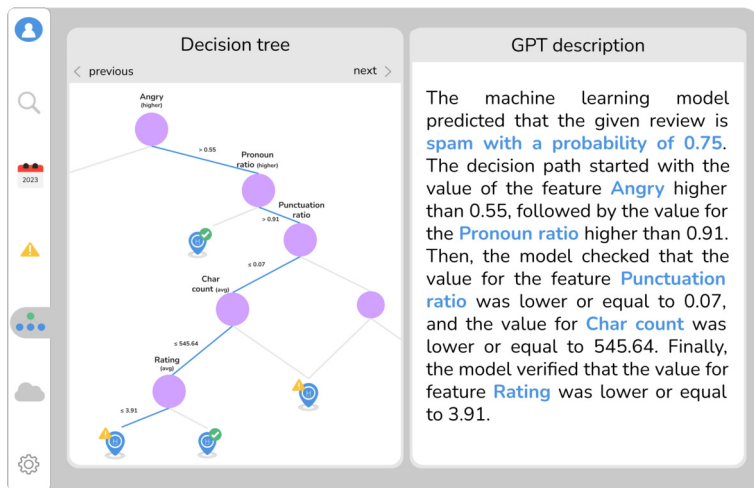 Decision tree
GPT description
previous
next
2023
Angry
(higher)
> 0.55
Pronoun
ratio (higher)
> 0.91
Punctuation
ratio
≤ 0.07
Char
count (avg)
≤ 545.64
Rating
(avg)
≤ 3.91
The machine learning model
predicted that the given review is
spam with a probability of 0.75.
The decision path started with the
value of the feature Angry higher
than 0.55, followed by the value for
the Pronoun ratio higher than 0.91.
Then, the model checked that the
value for the feature Punctuation
ratio was lower or equal to 0.07,
and the value for Char count was
lower or equal to 545.64. Finally,
the model verified that the value for
feature Rating was lower or equal
to 3.91.